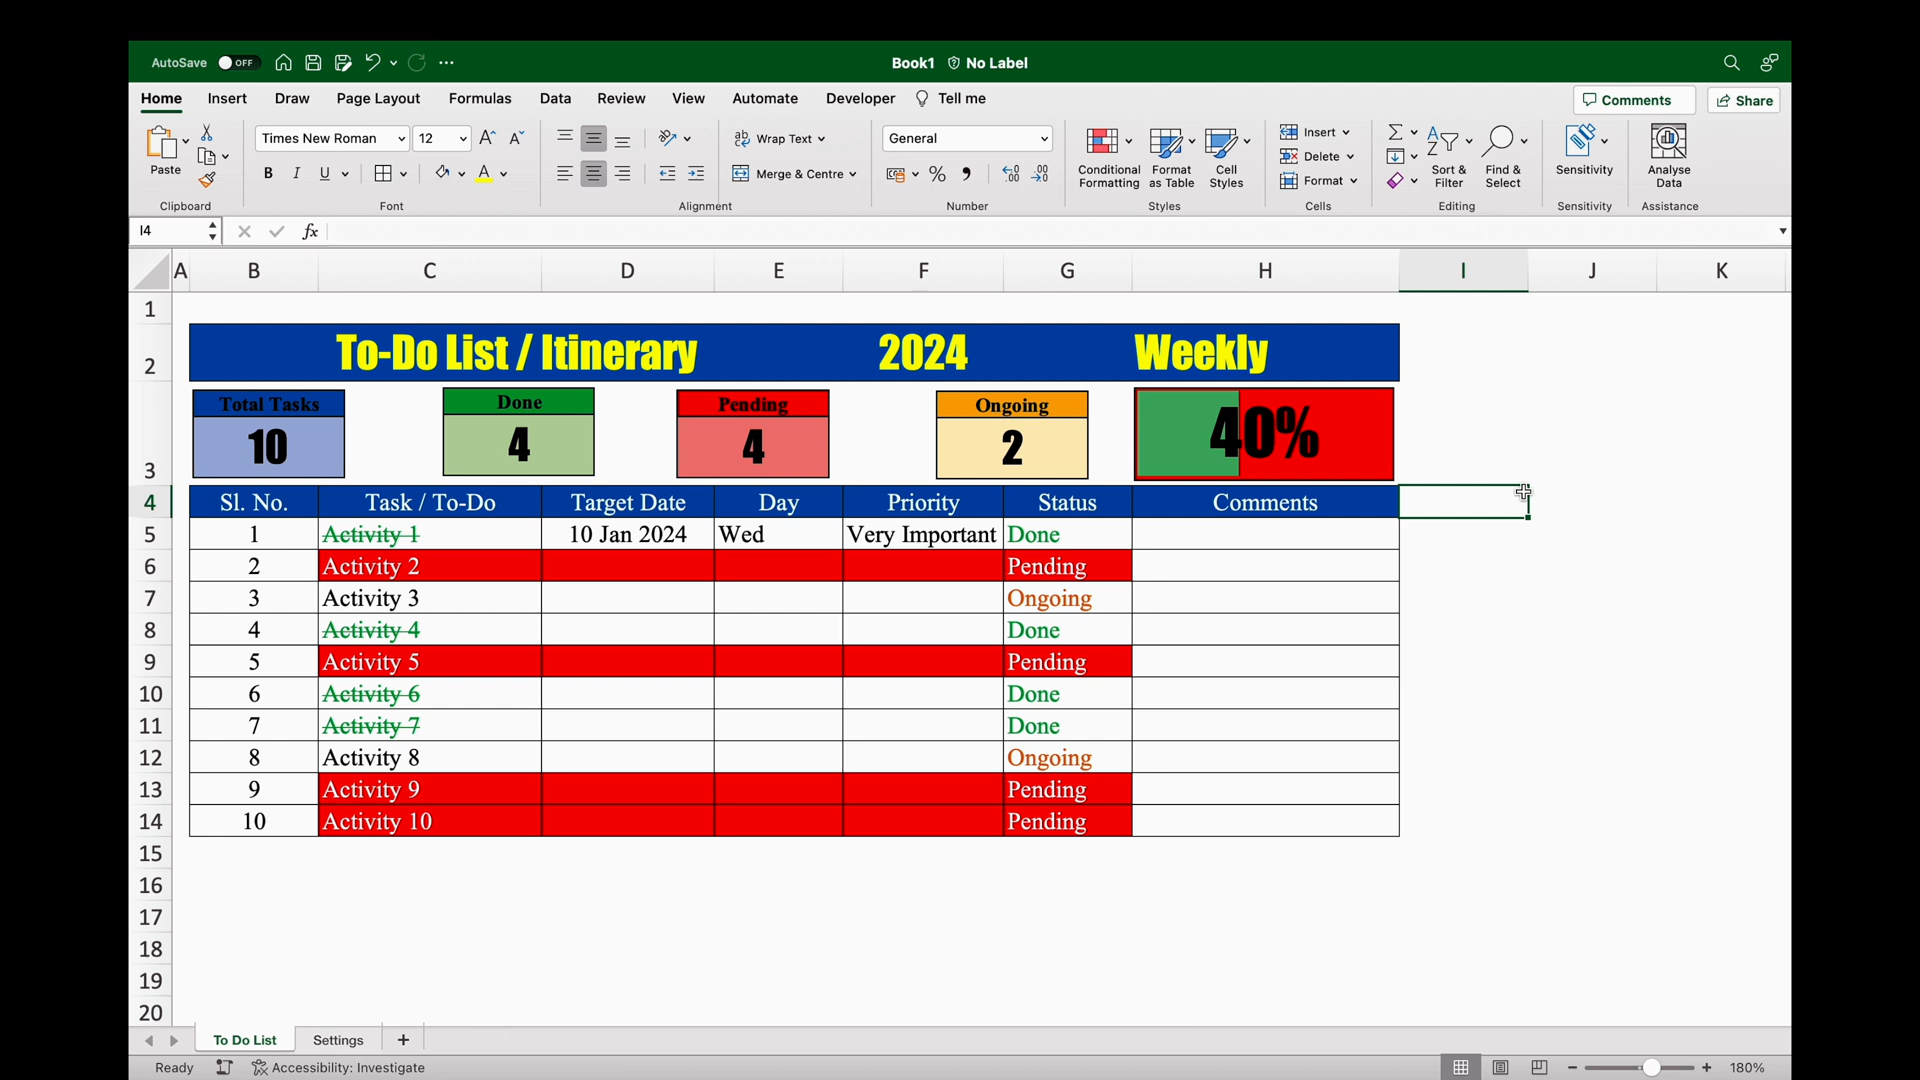 AutoSave OFF Book1 No Label
Home Insert Draw Page Layout Formulas Data Review View Automate Developer Tell me Comments Share
Paste Times New Roman 12 Wrap Text General Conditional Formatting Format as Table Cell Styles Insert Sort & Filter Find & Select Sensitivity Analyse Data
B I U Merge & Centre Delete
Format
Clipboard Font Alignment Number Styles Cells Editing Sensitivity Assistance
I4 fx
A B C D E F G H I J K
1
2 To-Do List / Itinerary 2024 Weekly
Total Tasks Done Pending Ongoing
3 10 4 4 2 40%
4 Sl. No. Task / To-Do Target Date Day Priority Status Comments
5 1 Activity 1 10 Jan 2024 Wed Very Important Done
6 2 Activity 2 Pending
7 3 Activity 3 Ongoing
8 4 Activity 4 Done
9 5 Activity 5 Pending
10 6 Activity 6 Done
11 7 Activity 7 Done
12 8 Activity 8 Ongoing
13 9 Activity 9 Pending
14 10 Activity 10 Pending
15
16
17
18
19
20
To Do List Settings +
Ready Accessibility: Investigate 180%